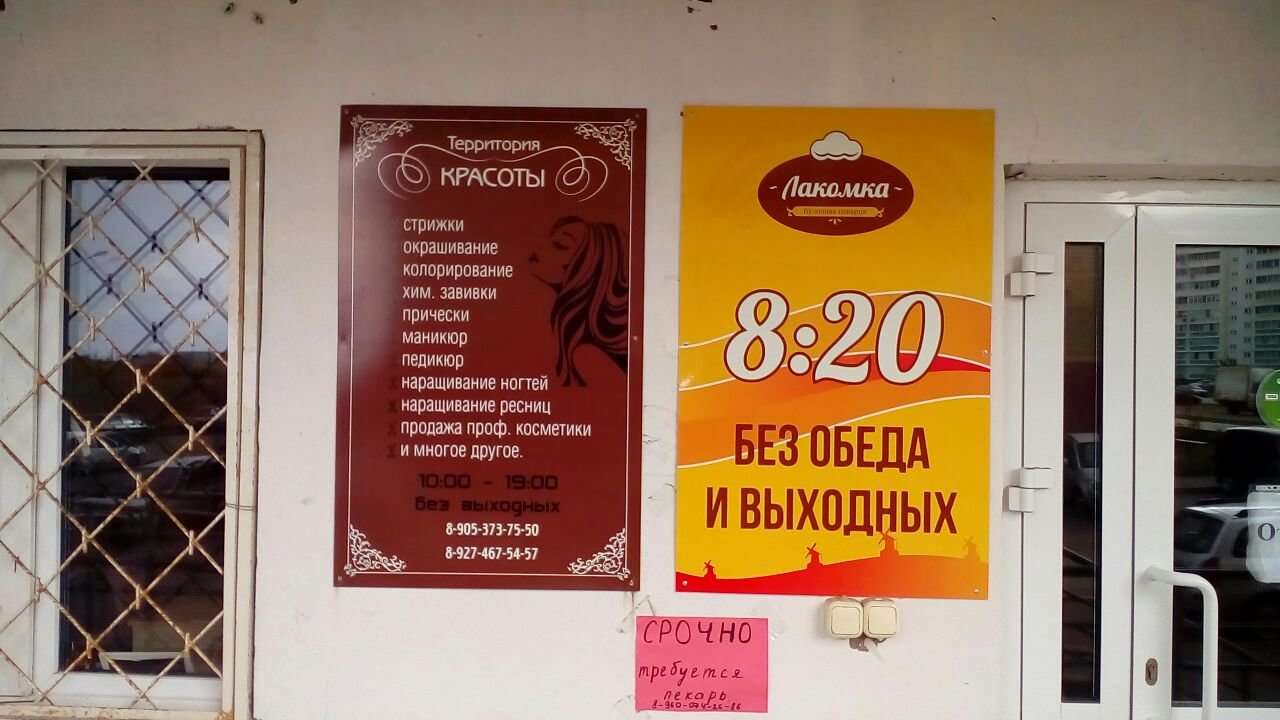 Территория
КРАСОТЫ
стрижки
окрашивание
колорирование
хим. завивки
прически
маникюр
педикюр
наращивание ногтей
наращивание ресниц
продажа проф. косметики
и многое другое.
10:00 - 19:00
без выходных
8-905-373-75-50
8-927-467-54-57
Лакомка
8:20
БЕЗ ОБЕДА
И ВЫХОДНЫХ
СРОЧНО
требуется
пекарь